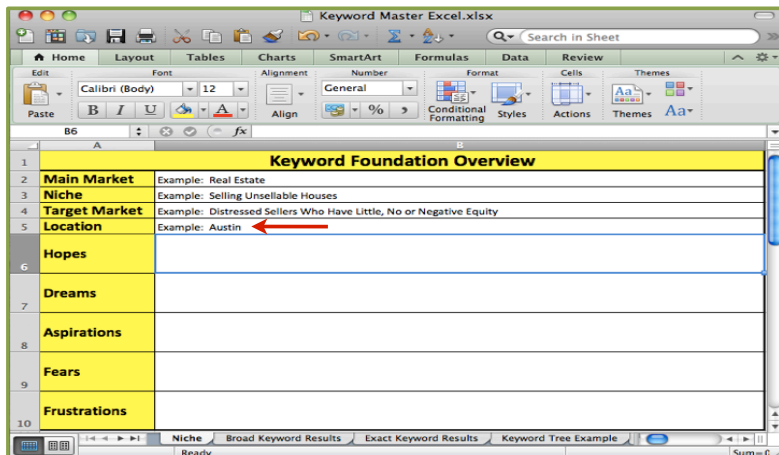 Keyword Master Excel.xlsx
Search in Sheet
Home Layout Tables Charts SmartArt Formulas Data Review
Edit Font Alignment Number Format Cells Themes
Calibri (Body) 12 General
Paste B I U A Align % Conditional Formatting Styles Actions Themes Aa
B6 fx
A B
1 Keyword Foundation Overview
2 Main Market Example: Real Estate
3 Niche Example: Selling Unsellable Houses
4 Target Market Example: Distressed Sellers Who Have Little, No or Negative Equity
5 Location Example: Austin
6 Hopes
7 Dreams
8 Aspirations
9 Fears
10 Frustrations
Niche Broad Keyword Results Exact Keyword Results Keyword Tree Example
Ready Sum=0